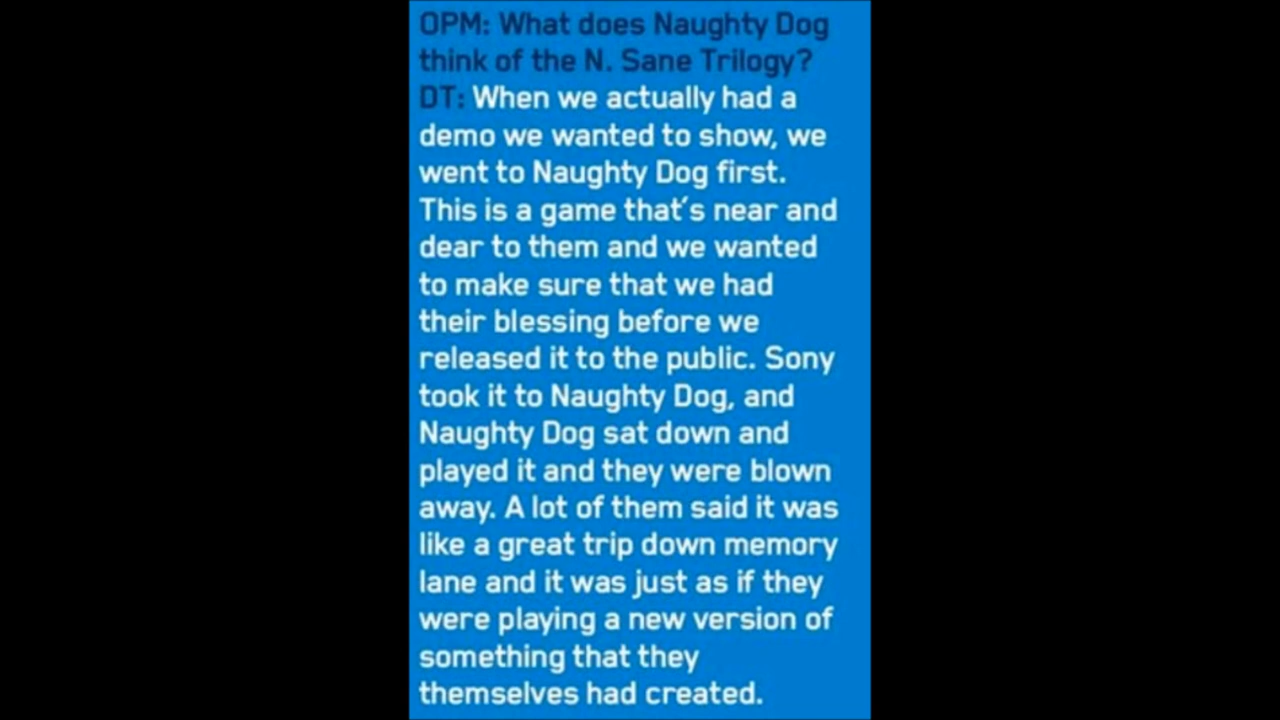 OPM: What does Naughty Dog
think of the N. Sane Trilogy?
DT: When we actually had a
demo we wanted to show, we
went to Naughty Dog first.
This is a game that's near and
dear to them and we wanted
to make sure that we had
their blessing before we
released it to the public. Sony
took it to Naughty Dog, and
Naughty Dog sat down and
played it and they were blown
away. A lot of them said it was
like a great trip down memory
lane and it was just as if they
were playing a new version of
something that they
themselves had created.